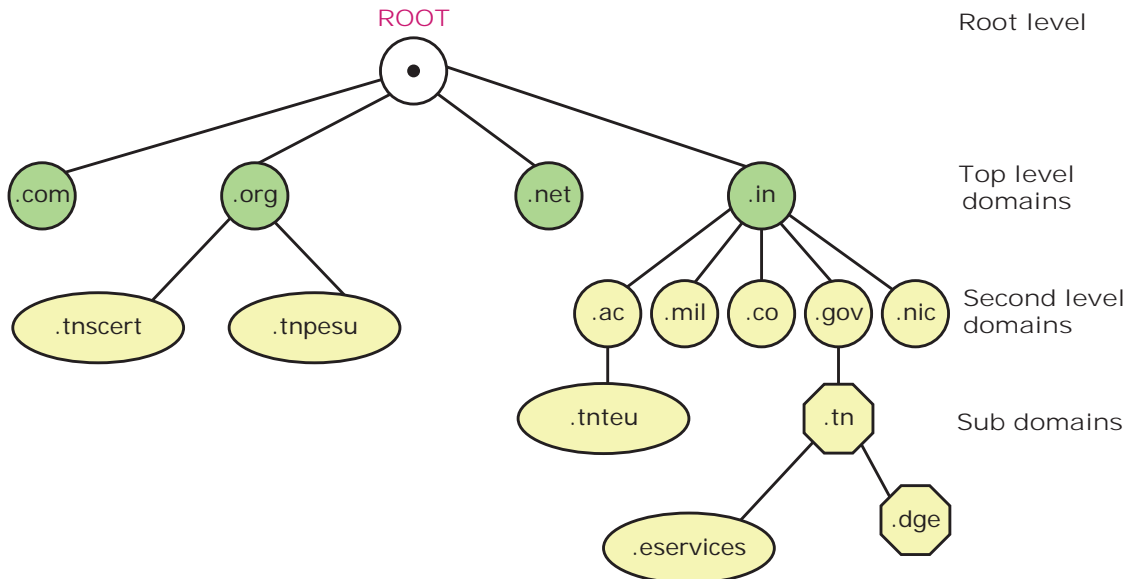 ROOT
Root level
.com
.org
.net
.in
Top level
domains
.tnscert
.tnpesu
.ac
.mil
.co
.gov
.nic
Second level
domains
.tnteu
.tn
Sub domains
.eservices
.dge